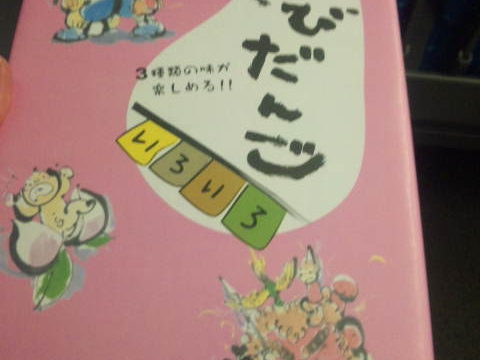 びだんご
3種類の味が
楽しめる!!
いろいろ